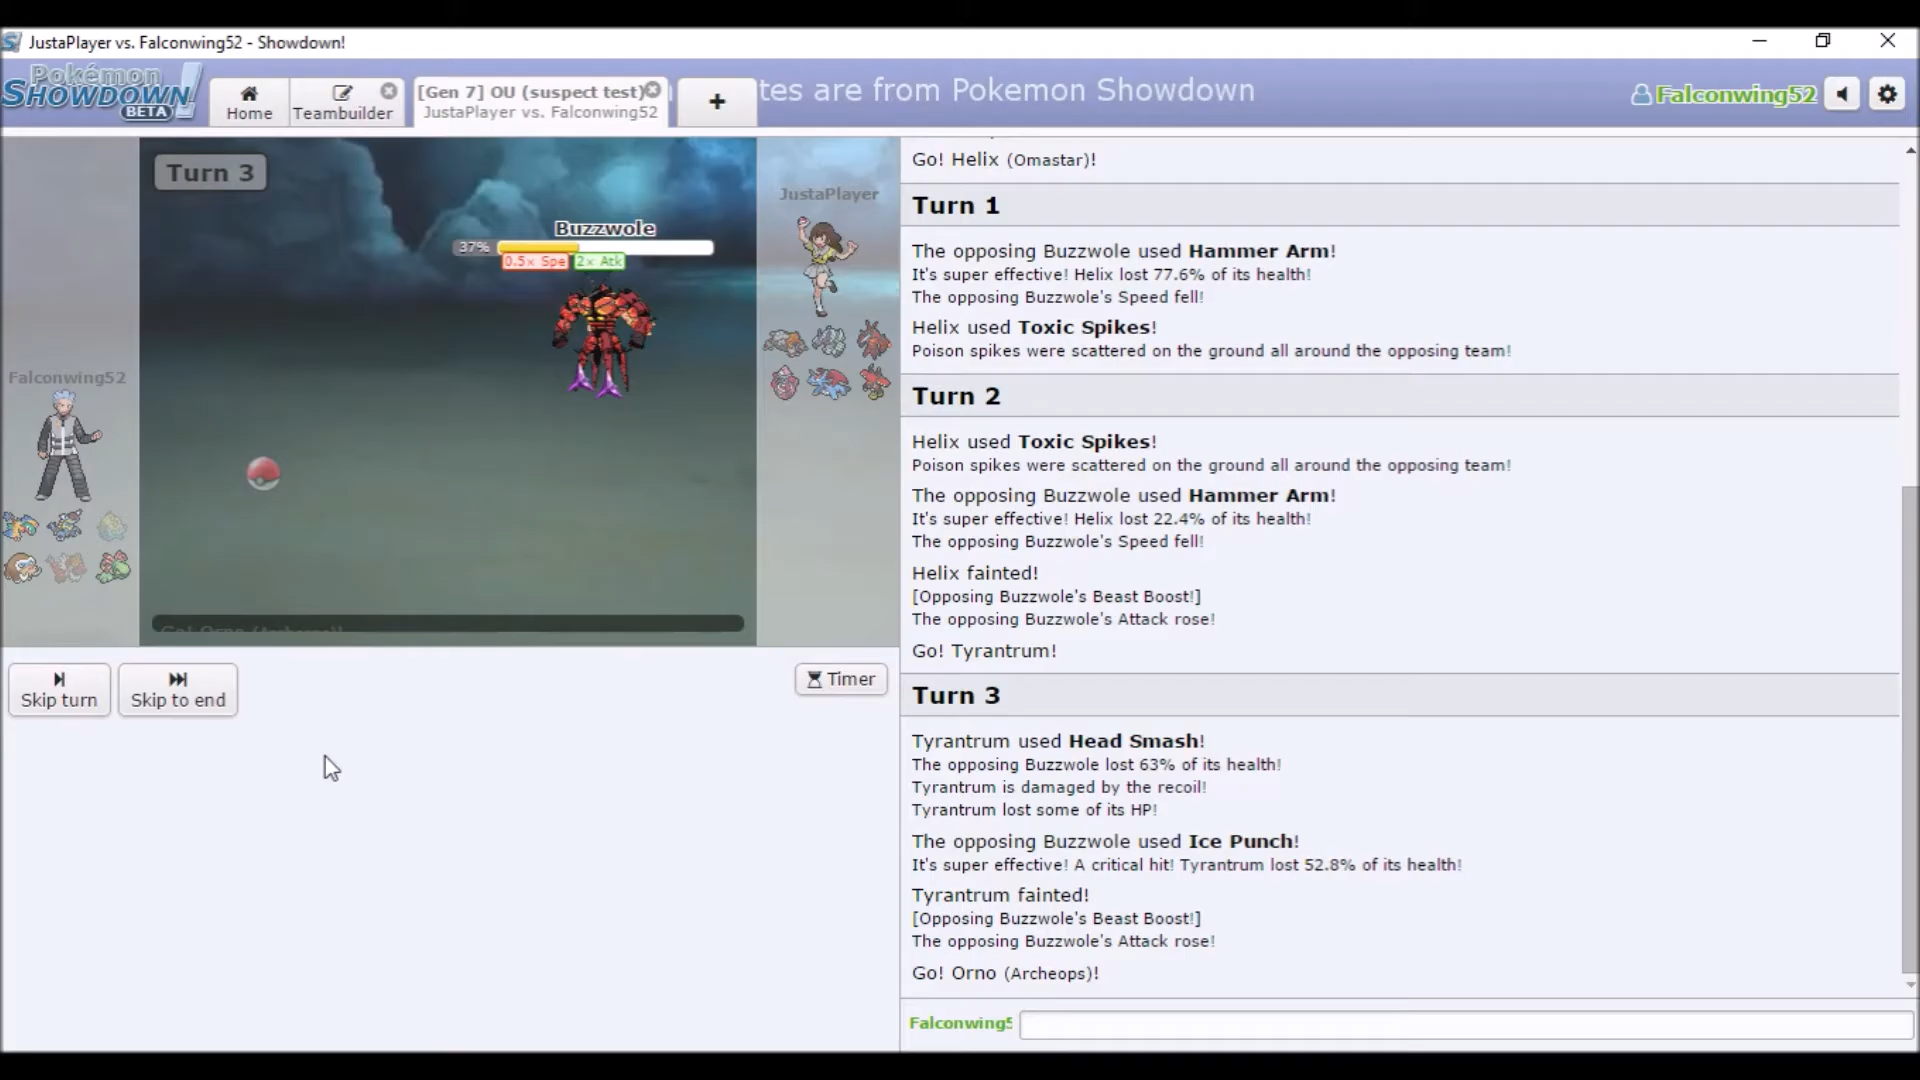 JustaPlayer vs. Falconwing52 - Showdown!
Pokémon
SHOWDOWN!
BETA
Home
Teambuilder
[Gen 7] OU (suspect test)
JustaPlayer vs. Falconwing52
+
tes are from Pokemon Showdown
Falconwing52
Turn 3
JustaPlayer
Buzzwole
37%
0.5× Spe
2× Atk
Falconwing52
Skip turn
Skip to end
Timer
Go! Helix (Omastar)!
Turn 1
The opposing Buzzwole used Hammer Arm!
It's super effective! Helix lost 77.6% of its health!
The opposing Buzzwole's Speed fell!
Helix used Toxic Spikes!
Poison spikes were scattered on the ground all around the opposing team!
Turn 2
Helix used Toxic Spikes!
Poison spikes were scattered on the ground all around the opposing team!
The opposing Buzzwole used Hammer Arm!
It's super effective! Helix lost 22.4% of its health!
The opposing Buzzwole's Speed fell!
Helix fainted!
[Opposing Buzzwole's Beast Boost!]
The opposing Buzzwole's Attack rose!
Go! Tyrantrum!
Turn 3
Tyrantrum used Head Smash!
The opposing Buzzwole lost 63% of its health!
Tyrantrum is damaged by the recoil!
Tyrantrum lost some of its HP!
The opposing Buzzwole used Ice Punch!
It's super effective! A critical hit! Tyrantrum lost 52.8% of its health!
Tyrantrum fainted!
[Opposing Buzzwole's Beast Boost!]
The opposing Buzzwole's Attack rose!
Go! Orno (Archeops)!
Falconwing5